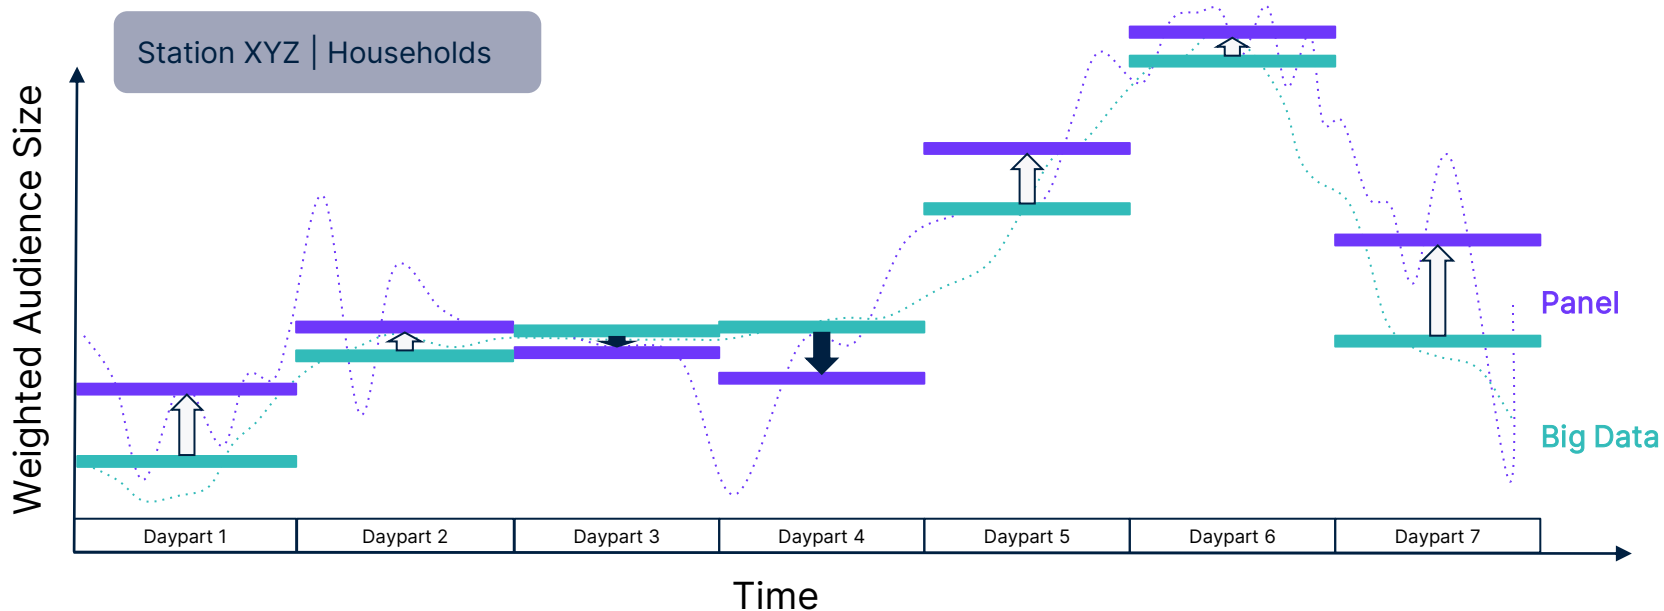 Station XYZ | Households
Weighted Audience Size
Panel
Big Data
Daypart 1
Daypart 2
Daypart 3
Daypart 4
Daypart 5
Daypart 6
Daypart 7
Time